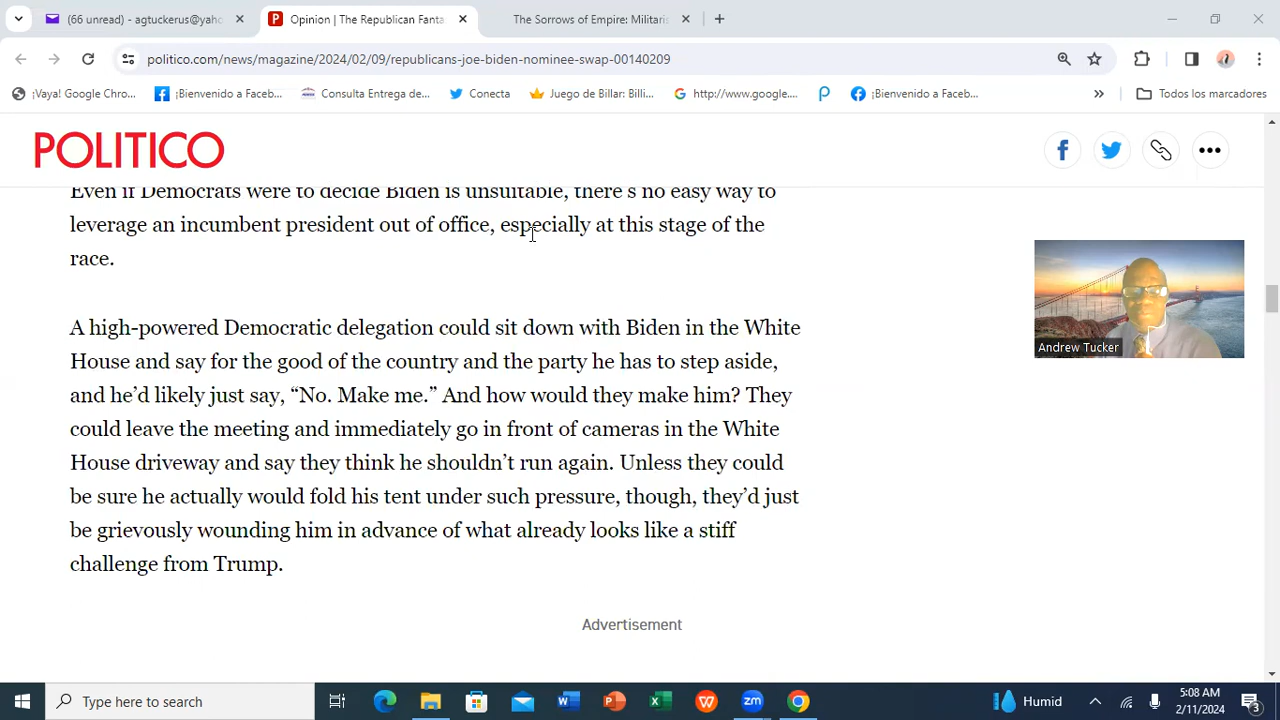 (66 unread) - agtuckerus@yaho
Opinion | The Republican Fanta
The Sorrows of Empire: Militaris
politico.com/news/magazine/2024/02/09/republicans-joe-biden-nominee-swap-00140209
¡Vaya! Google Chro...
¡Bienvenido a Faceb...
Consulta Entrega de...
Conecta
Juego de Billar: Billi...
http://www.google....
¡Bienvenido a Faceb...
»
Todos los marcadores
POLITICO
Even if Democrats were to decide Biden is unsuitable, there's no easy way to
leverage an incumbent president out of office, especially at this stage of the
race.
A high-powered Democratic delegation could sit down with Biden in the White
House and say for the good of the country and the party he has to step aside,
and he'd likely just say, “No. Make me.” And how would they make him? They
could leave the meeting and immediately go in front of cameras in the White
House driveway and say they think he shouldn't run again. Unless they could
be sure he actually would fold his tent under such pressure, though, they'd just
be grievously wounding him in advance of what already looks like a stiff
challenge from Trump.
Andrew Tucker
Advertisement
Type here to search
Humid
5:08 AM
2/11/2024
3